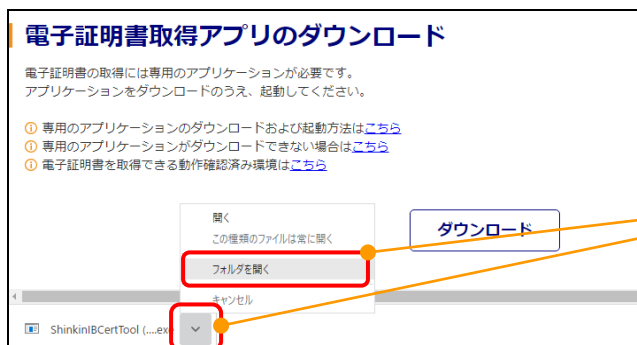 電子証明書取得アプリのダウンロード
電子証明書の取得には専用のアプリケーションが必要です。
アプリケーションをダウンロードのうえ、起動してください。
専用のアプリケーションのダウンロードおよび起動方法はこちら
専用のアプリケーションがダウンロードできない場合はこちら
電子証明書を取得できる動作確認済み環境はこちら
開く
この種類のファイルは常に開く
フォルダを開く
キャンセル
ダウンロード
ShinkinIBCertTool (....exe